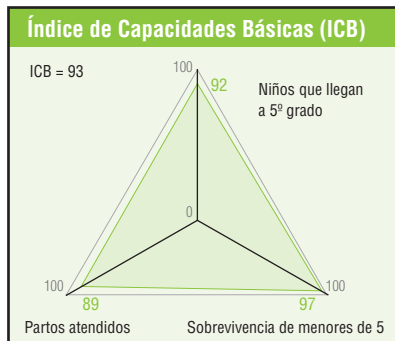 Índice de Capacidades Básicas (ICB)
ICB = 93
100
92
Niños que llegan
a 5º grado
0
100
100
89
97
Partos atendidos
Sobrevivencia de menores de 5